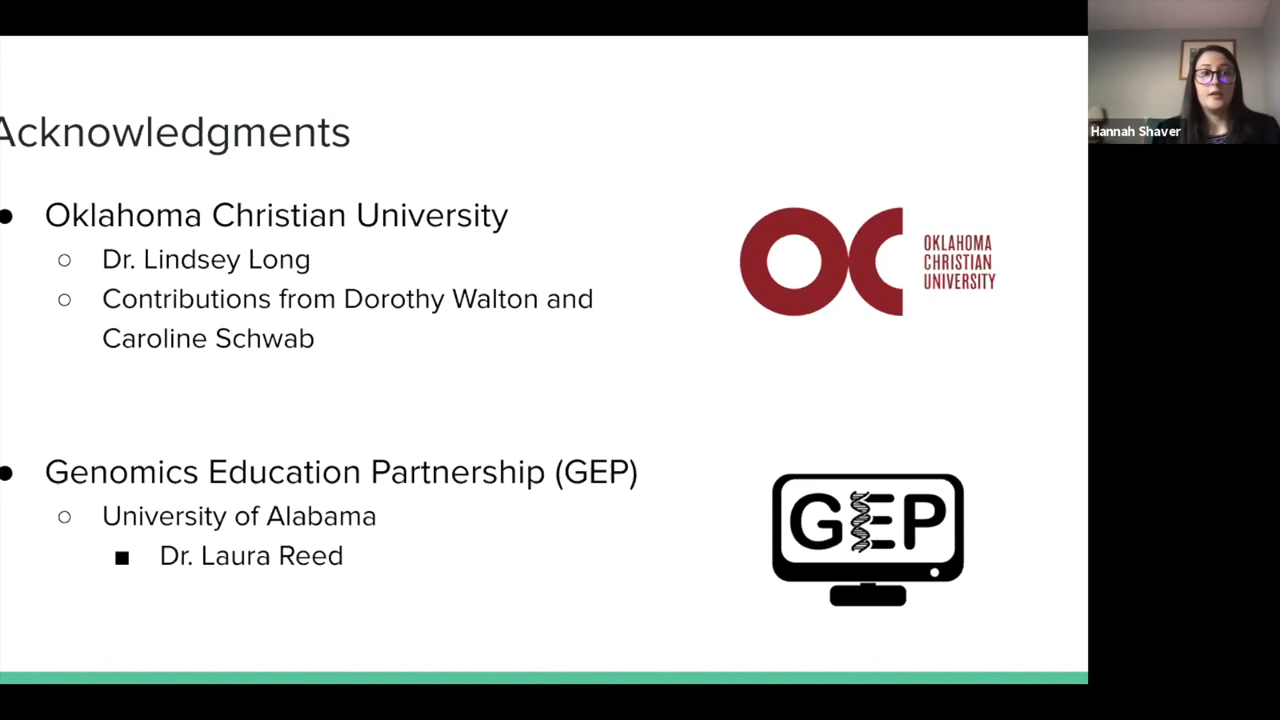 Acknowledgments
● Oklahoma Christian University
○ Dr. Lindsey Long
○ Contributions from Dorothy Walton and
Caroline Schwab
OC OKLAHOMA
CHRISTIAN
UNIVERSITY
● Genomics Education Partnership (GEP)
○ University of Alabama
■ Dr. Laura Reed
GEP
Hannah Shaver